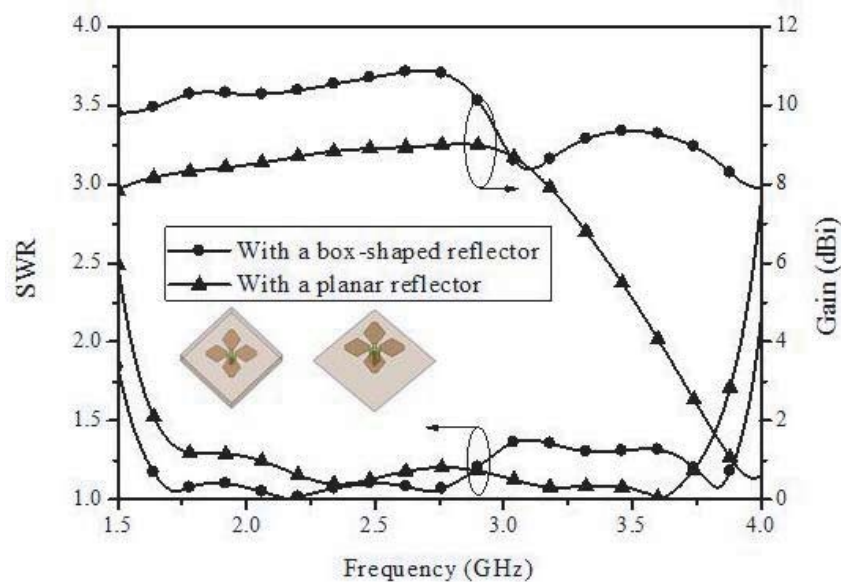 4.0
3.5
3.0
2.5
2.0
1.5
1.0
SWR
12
10
8
6
4
2
0
Gain (dBi)
With a box-shaped reflector
With a planar reflector
1.5 2.0 2.5 3.0 3.5 4.0
Frequency (GHz)